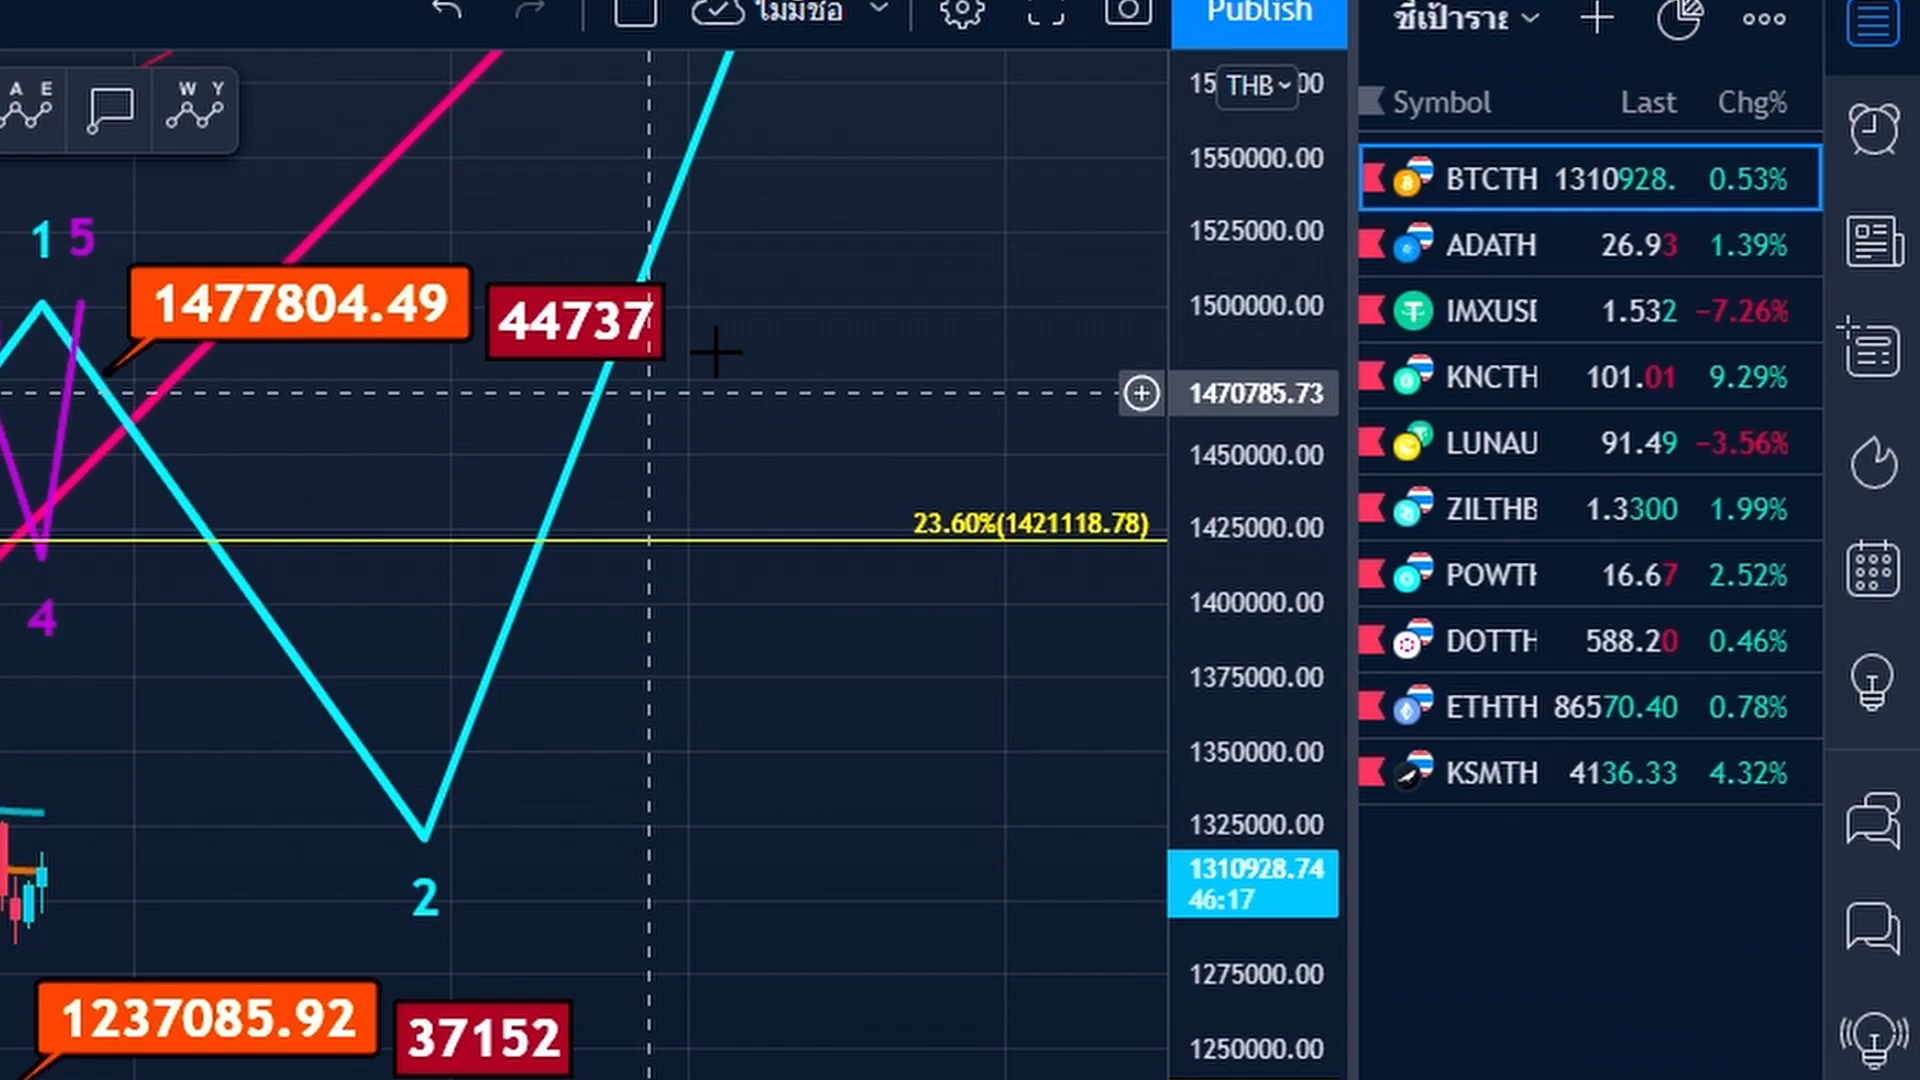 ไม่มีชื่อ
Publish
ชี้เป้าราย
A E
W Y
THB
Symbol Last Chg%
1550000.00
BTCTH 1310928. 0.53%
1 5
1525000.00
ADATH 26.93 1.39%
1477804.49
44737
1500000.00
IMXUSI 1.532 −7.26%
1470785.73
KNCTH 101.01 9.29%
1450000.00
LUNAU 91.49 −3.56%
23.60%(1421118.78)
1425000.00
ZILTHB 1.3300 1.99%
4
1400000.00
POWTH 16.67 2.52%
1375000.00
DOTTH 588.20 0.46%
1350000.00
ETHTH 86570.40 0.78%
1325000.00
KSMTH 4136.33 4.32%
1310928.74
46:17
2
1275000.00
1237085.92
37152
1250000.00